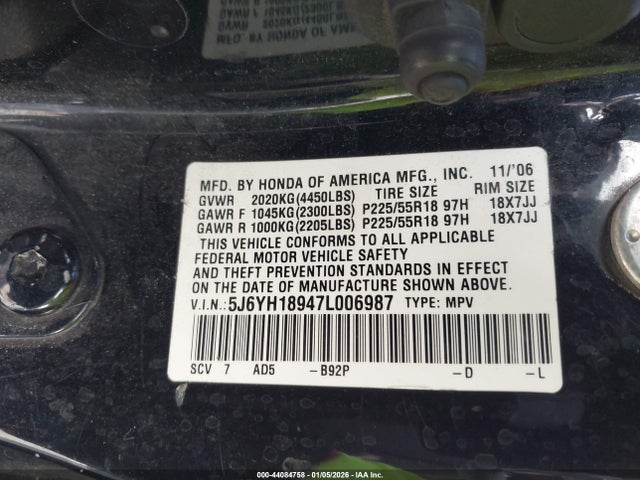 MFD. BY HONDA OF AMERICA MFG., INC. 11/'06
GVWR 2020KG(4450LBS) TIRE SIZE RIM SIZE
GAWR F 1045KG(2300LBS) P225/55R18 97H 18X7JJ
GAWR R 1000KG(2205LBS) P225/55R18 97H 18X7JJ
THIS VEHICLE CONFORMS TO ALL APPLICABLE
FEDERAL MOTOR VEHICLE SAFETY
AND THEFT PREVENTION STANDARDS IN EFFECT
ON THE DATE OF MANUFACTURE SHOWN ABOVE.
V.I.N.: 5J6YH18947L006987 TYPE: MPV
SCV 7 AD5 -B92P -D -L
000-44084758 | 01/05/2026 - IAA Inc.